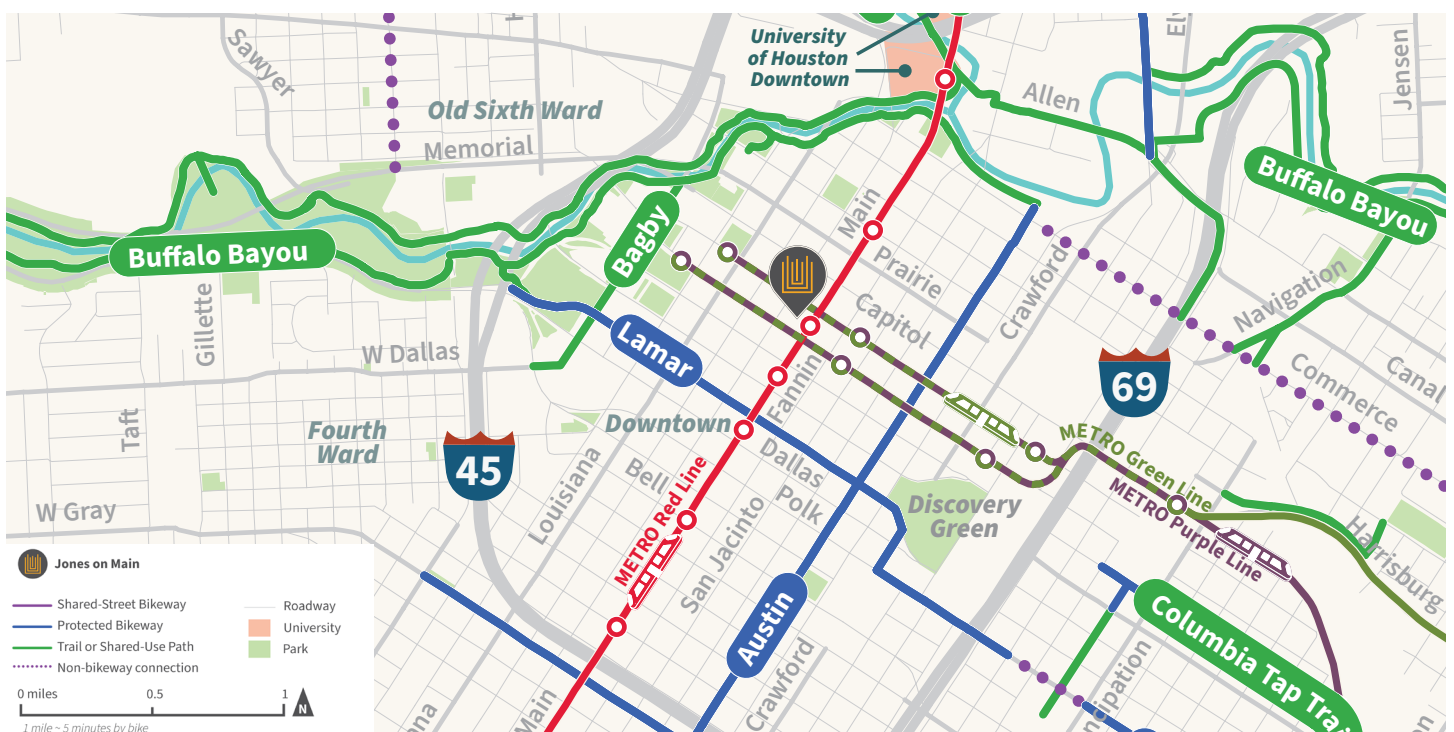 University
of Houston
Downtown
Sawyer
Old Sixth Ward
Memorial
Allen
Jensen
Buffalo Bayou
Buffalo Bayou
Bagby
Main
Prairie
Capitol
Crawford
Navigation
Gillette
W Dallas
Lamar
Fannin
69
Commerce
Canal
Taft
Fourth
Ward
Downtown
45
Louisiana
Bell
Dallas
Polk
METRO Green Line
METRO Purple Line
METRO Red Line
San Jacinto
Discovery
Green
Harrisburg
W Gray
Austin
Columbia Tap Trai
Crawford
Main
Jones on Main
Shared-Street Bikeway
Protected Bikeway
Trail or Shared-Use Path
Non-bikeway connection
Roadway
University
Park
0 miles
0.5
1
N
1 mile ~ 5 minutes by bike